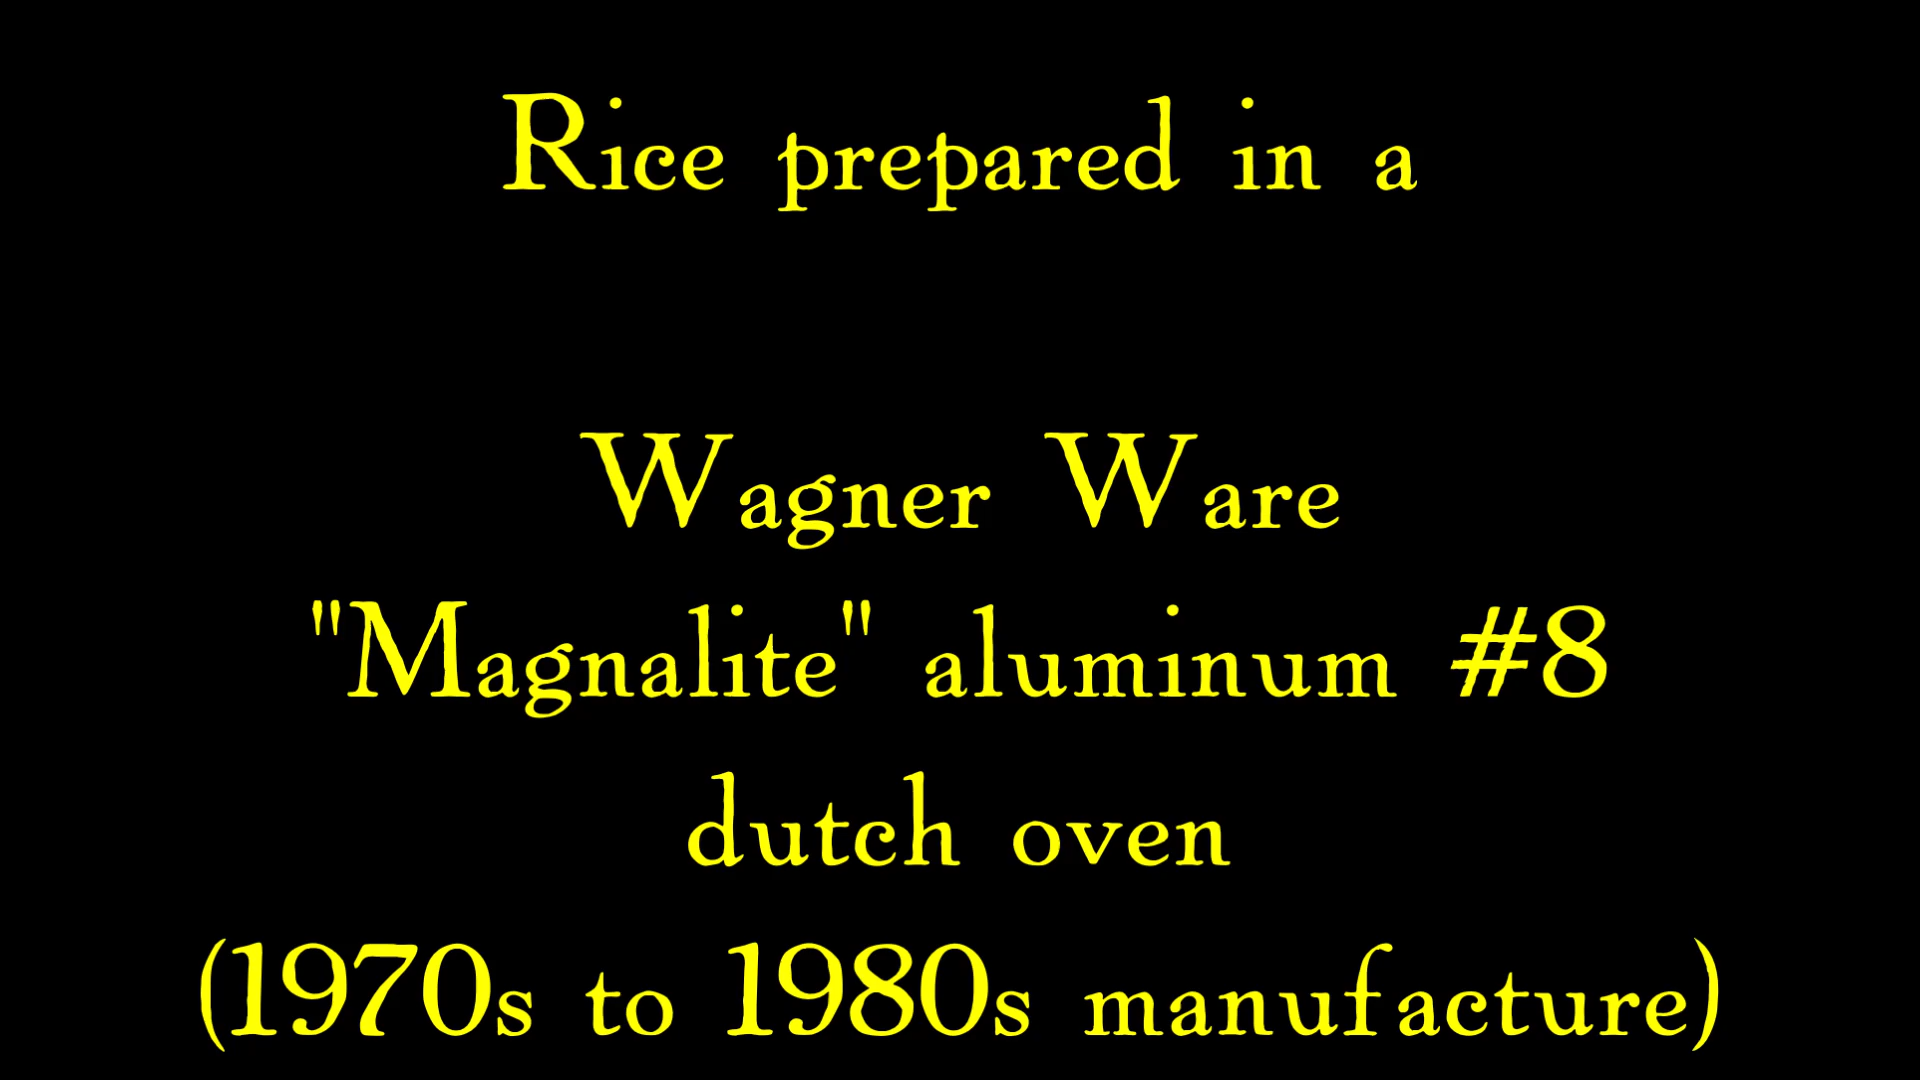 Rice prepared in a
Wagner Ware
"Magnalite" aluminum #8
dutch oven
(1970s to 1980s manufacture)